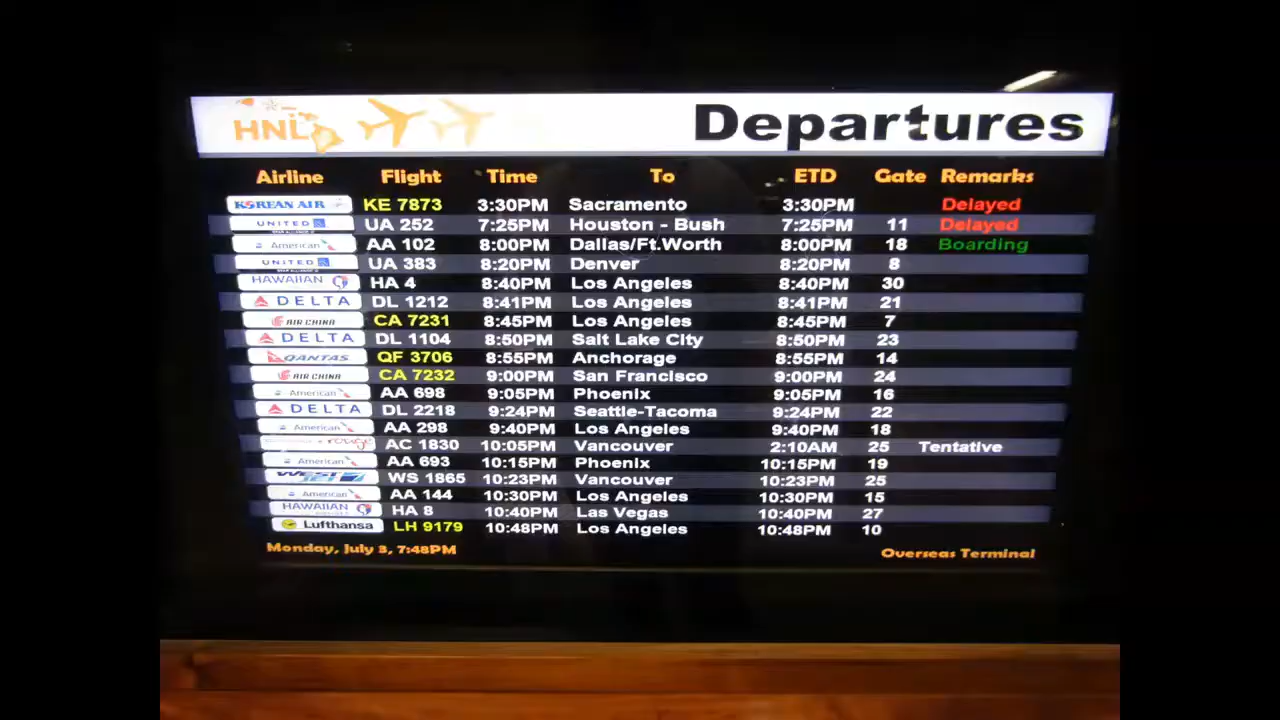 HNL Departures
Airline Flight Time To ETD Gate Remarks
KOREAN AIR KE 7873 3:30PM Sacramento 3:30PM Delayed
UNITED UA 252 7:25PM Houston - Bush 7:25PM 11 Delayed
American AA 102 8:00PM Dallas/Ft.Worth 8:00PM 18 Boarding
UNITED UA 383 8:20PM Denver 8:20PM 8
HAWAIIAN HA 4 8:40PM Los Angeles 8:40PM 30
DELTA DL 1212 8:41PM Los Angeles 8:41PM 21
AIR CHINA CA 7231 8:45PM Los Angeles 8:45PM 7
DELTA DL 1104 8:50PM Salt Lake City 8:50PM 23
QANTAS QF 3706 8:55PM Anchorage 8:55PM 14
AIR CHINA CA 7232 9:00PM San Francisco 9:00PM 24
American AA 698 9:05PM Phoenix 9:05PM 16
DELTA DL 2218 9:24PM Seattle-Tacoma 9:24PM 22
American AA 298 9:40PM Los Angeles 9:40PM 18
rouge AC 1830 10:05PM Vancouver 2:10AM 25 Tentative
American AA 693 10:15PM Phoenix 10:15PM 19
WESTJET WS 1865 10:23PM Vancouver 10:23PM 25
American AA 144 10:30PM Los Angeles 10:30PM 15
HAWAIIAN HA 8 10:40PM Las Vegas 10:40PM 27
Lufthansa LH 9179 10:48PM Los Angeles 10:48PM 10
Monday, July 3, 7:48PM Overseas Terminal